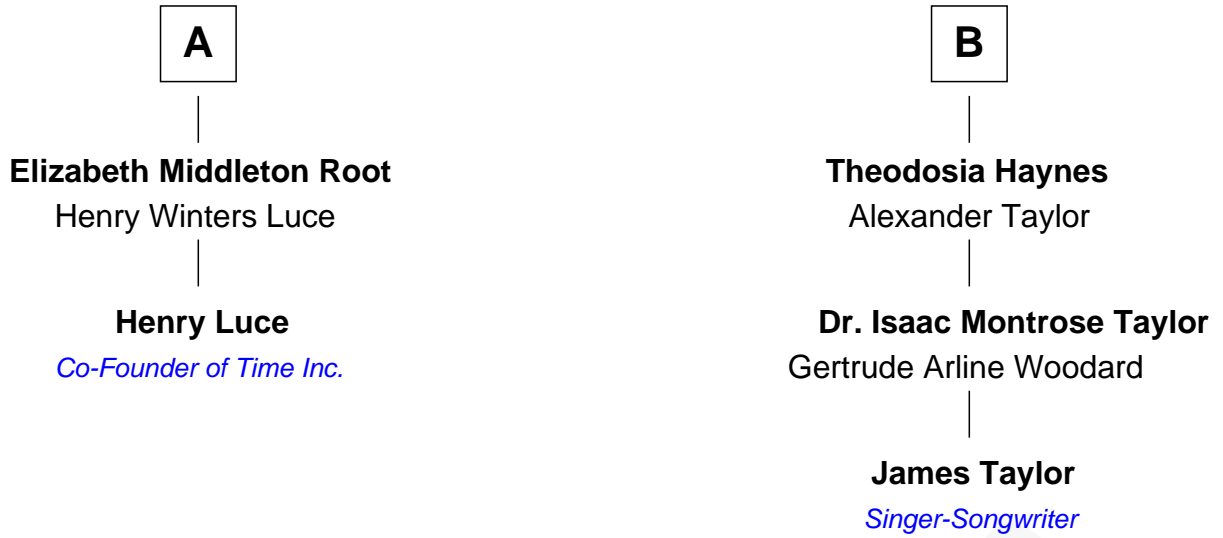 A
Elizabeth Middleton Root
Henry Winters Luce
Henry Luce
Co-Founder of Time Inc.
B
Theodosia Haynes
Alexander Taylor
Dr. Isaac Montrose Taylor
Gertrude Arline Woodard
James Taylor
Singer-Songwriter